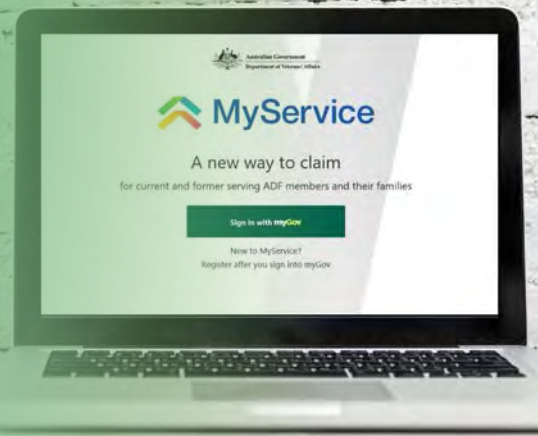 Australian Government
Department of Veterans' Affairs
MyService
A new way to claim
for current and former serving ADF members and their families
Sign in with myGov
New to MyService?
Register after you sign into myGov